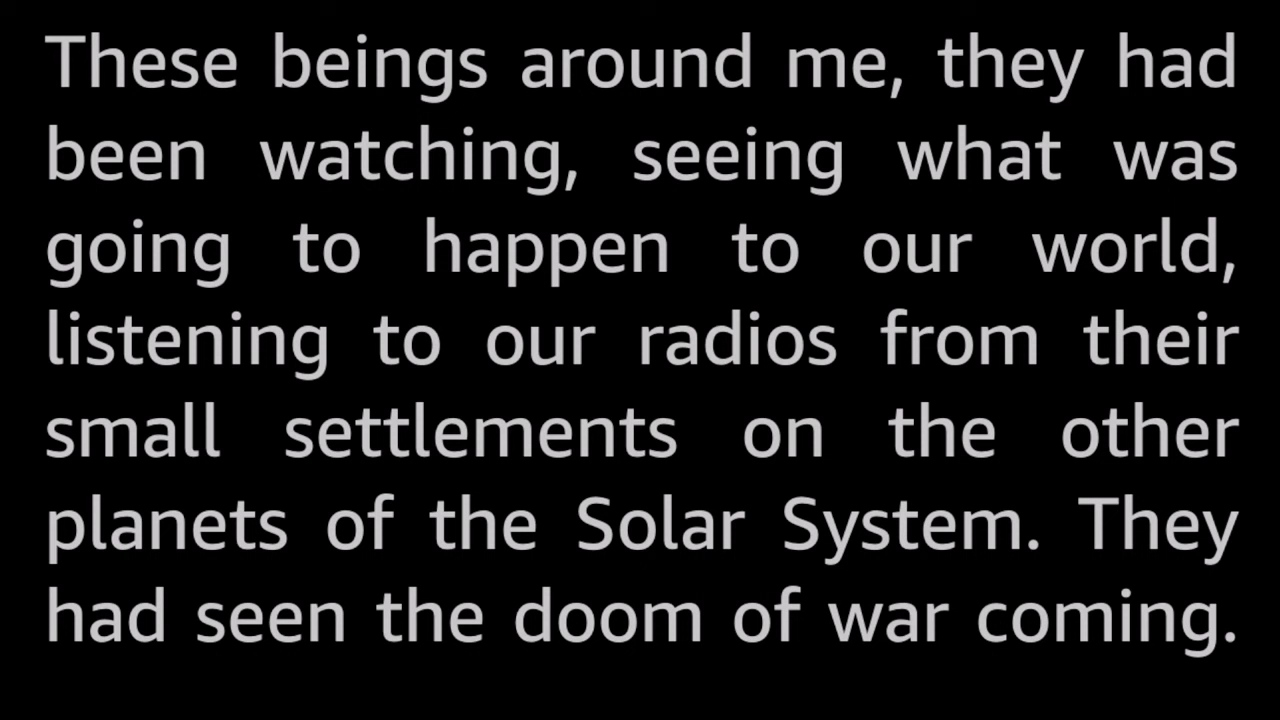 These beings around me, they had
been watching, seeing what was
going to happen to our world,
listening to our radios from their
small settlements on the other
planets of the Solar System. They
had seen the doom of war coming.